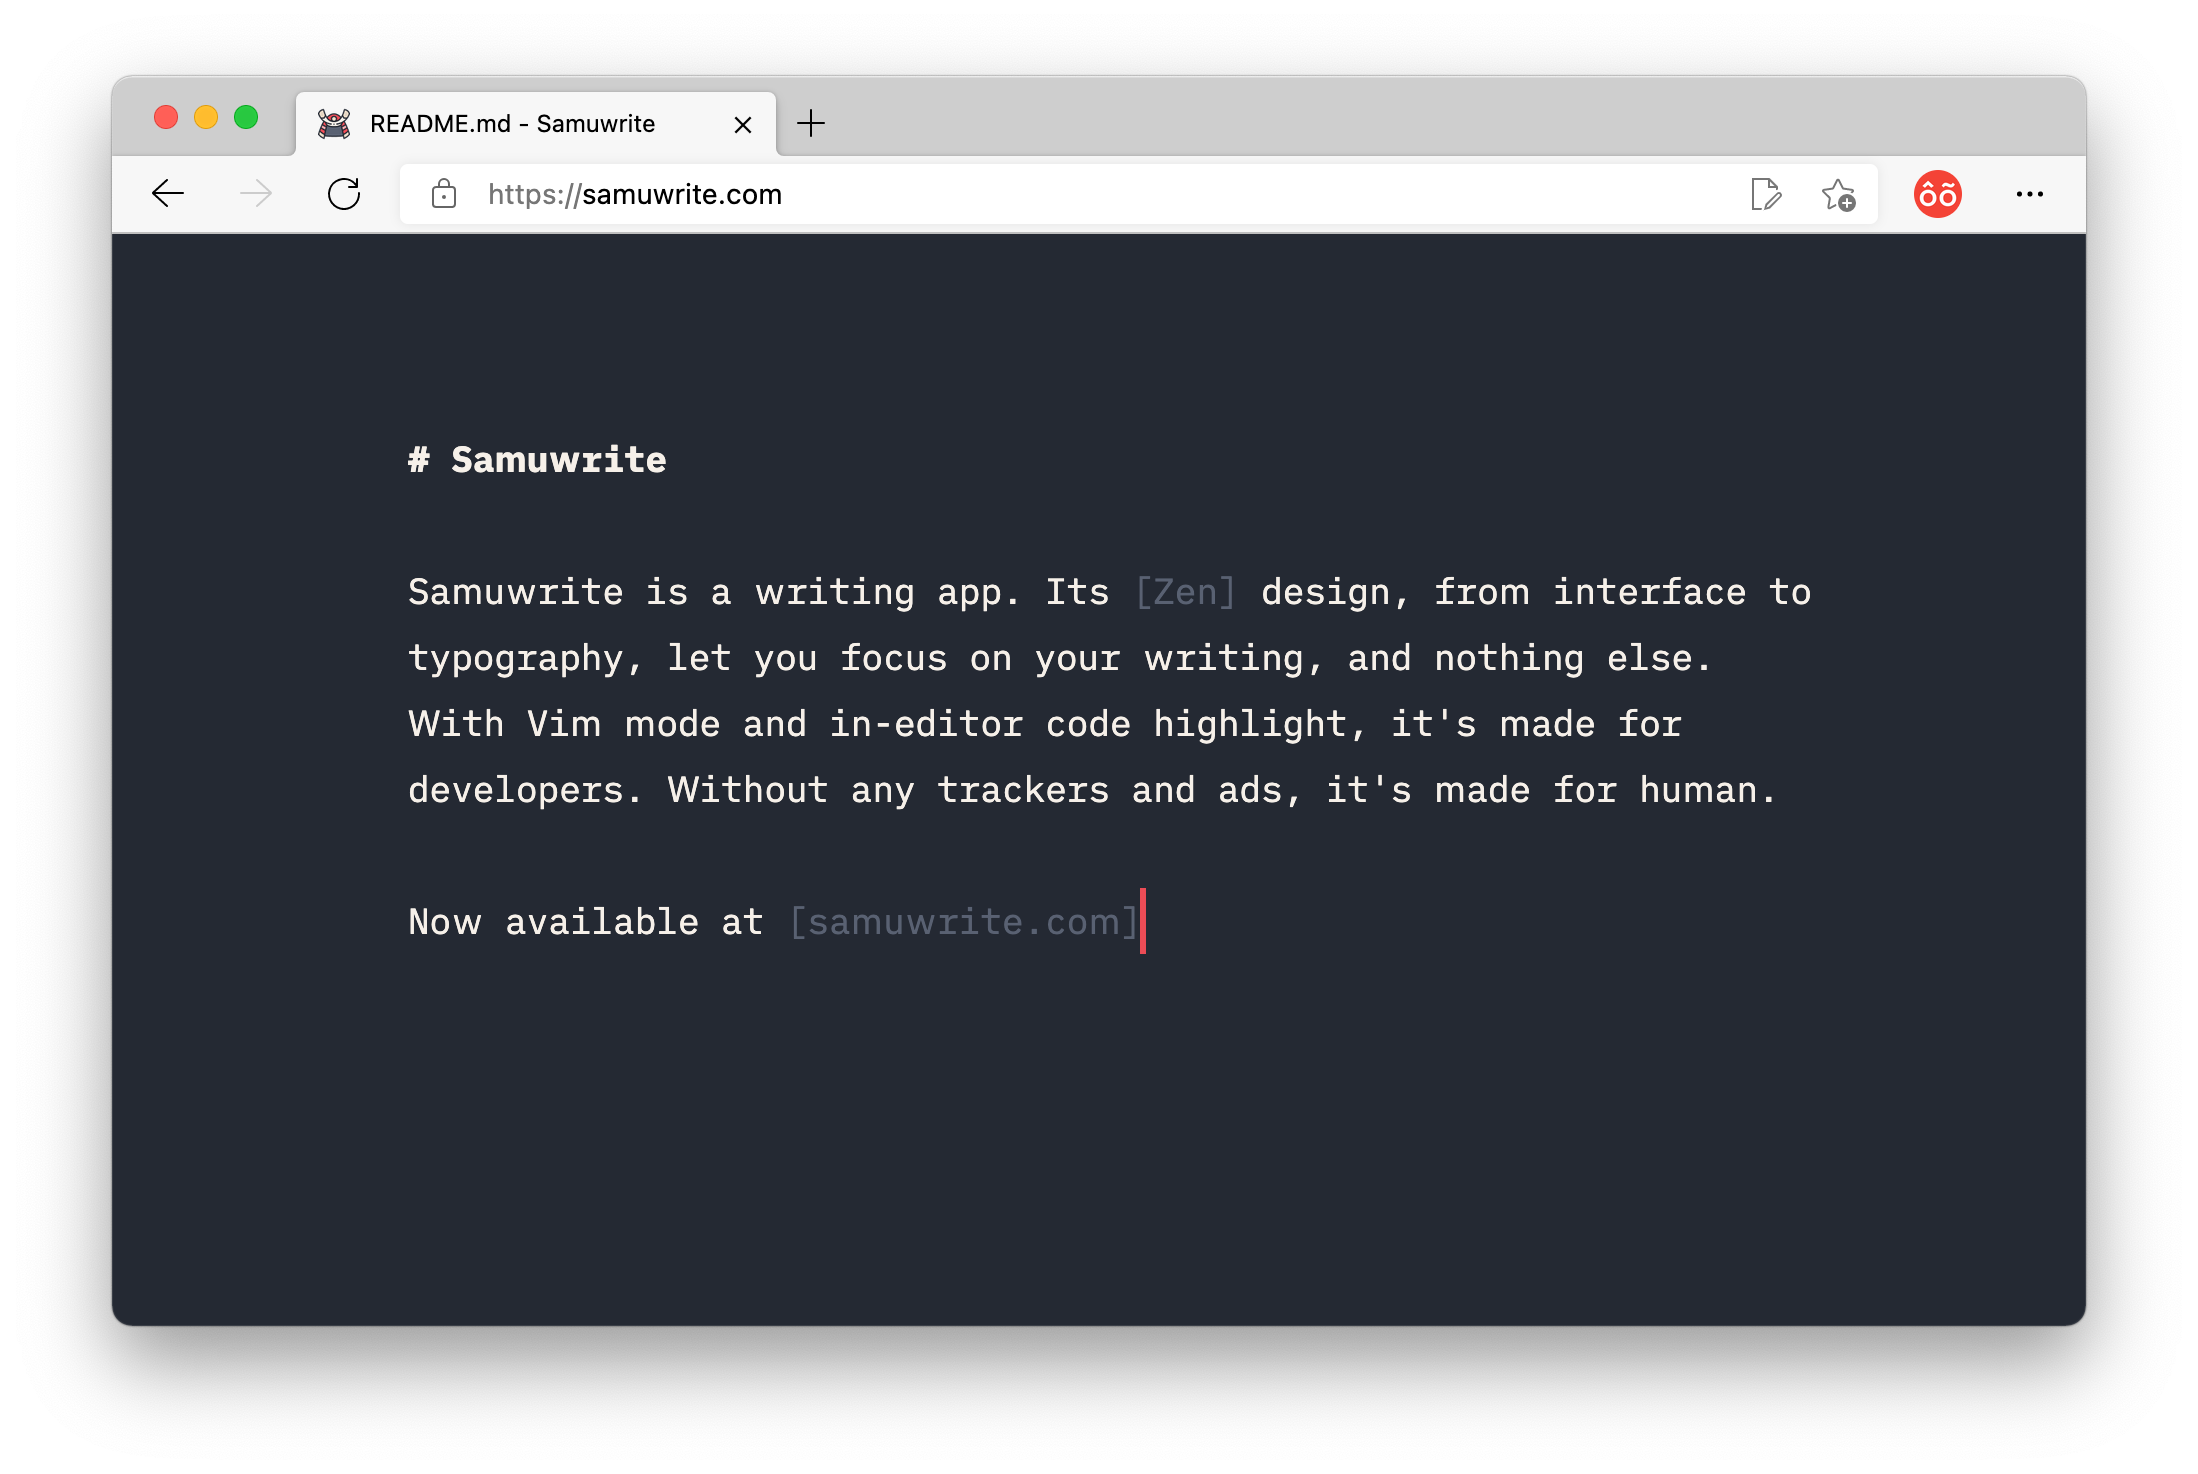 README.md - Samuwrite
https://samuwrite.com
ôõ
# Samuwrite
Samuwrite is a writing app. Its [Zen] design, from interface to
typography, let you focus on your writing, and nothing else.
With Vim mode and in-editor code highlight, it's made for
developers. Without any trackers and ads, it's made for human.
Now available at [samuwrite.com]